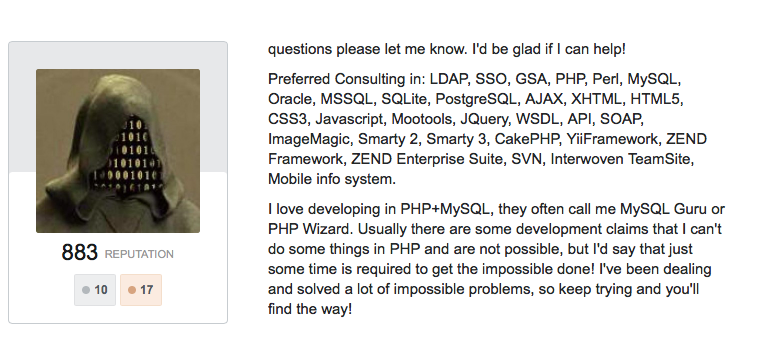 questions please let me know. I'd be glad if I can help!
Preferred Consulting in: LDAP, SSO, GSA, PHP, Perl, MySQL,
Oracle, MSSQL, SQLite, PostgreSQL, AJAX, XHTML, HTML5,
CSS3, Javascript, Mootools, JQuery, WSDL, API, SOAP,
ImageMagic, Smarty 2, Smarty 3, CakePHP, YiiFramework, ZEND
Framework, ZEND Enterprise Suite, SVN, Interwoven TeamSite,
Mobile info system.
I love developing in PHP+MySQL, they often call me MySQL Guru or
PHP Wizard. Usually there are some development claims that I can't
do some things in PHP and are not possible, but I'd say that just
some time is required to get the impossible done! I've been dealing
and solved a lot of impossible problems, so keep trying and you'll
find the way!
883 REPUTATION
10 17